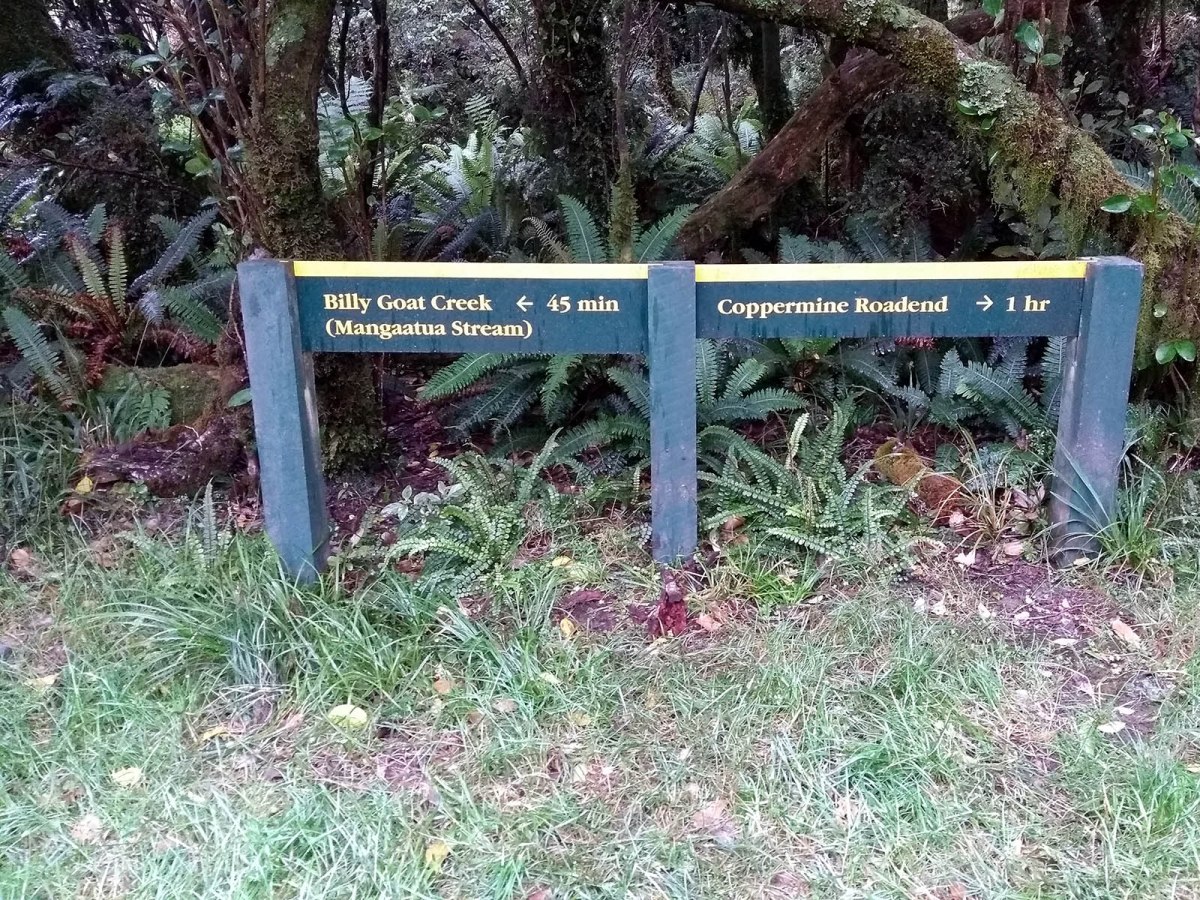 Billy Goat Creek ← 45 min
(Mangaatua Stream)
Coppermine Roadend → 1 hr